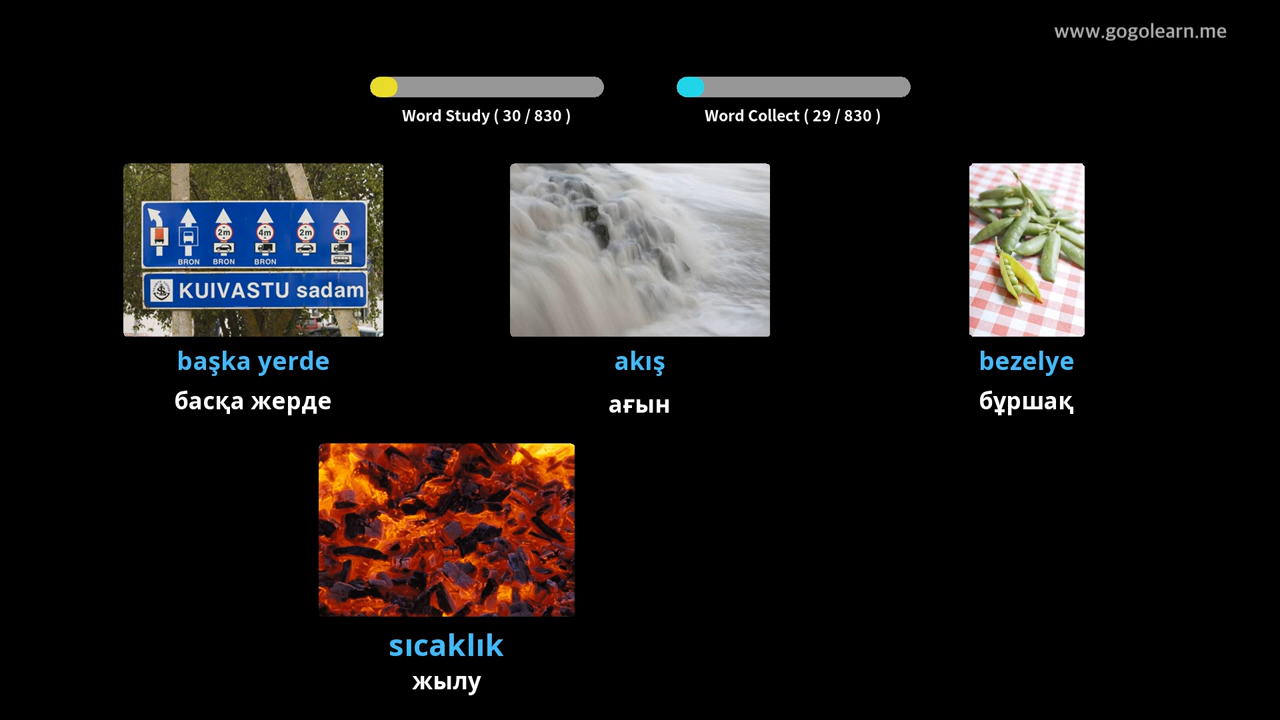 www.gogolearn.me
Word Study ( 30 / 830 )
Word Collect ( 29 / 830 )
2m
4m
2m
4m
BRON
BRON
BRON
KUIVASTU sadam
başka yerde
akış
bezelye
басқа жерде
ағын
бұршақ
sıcaklık
жылу